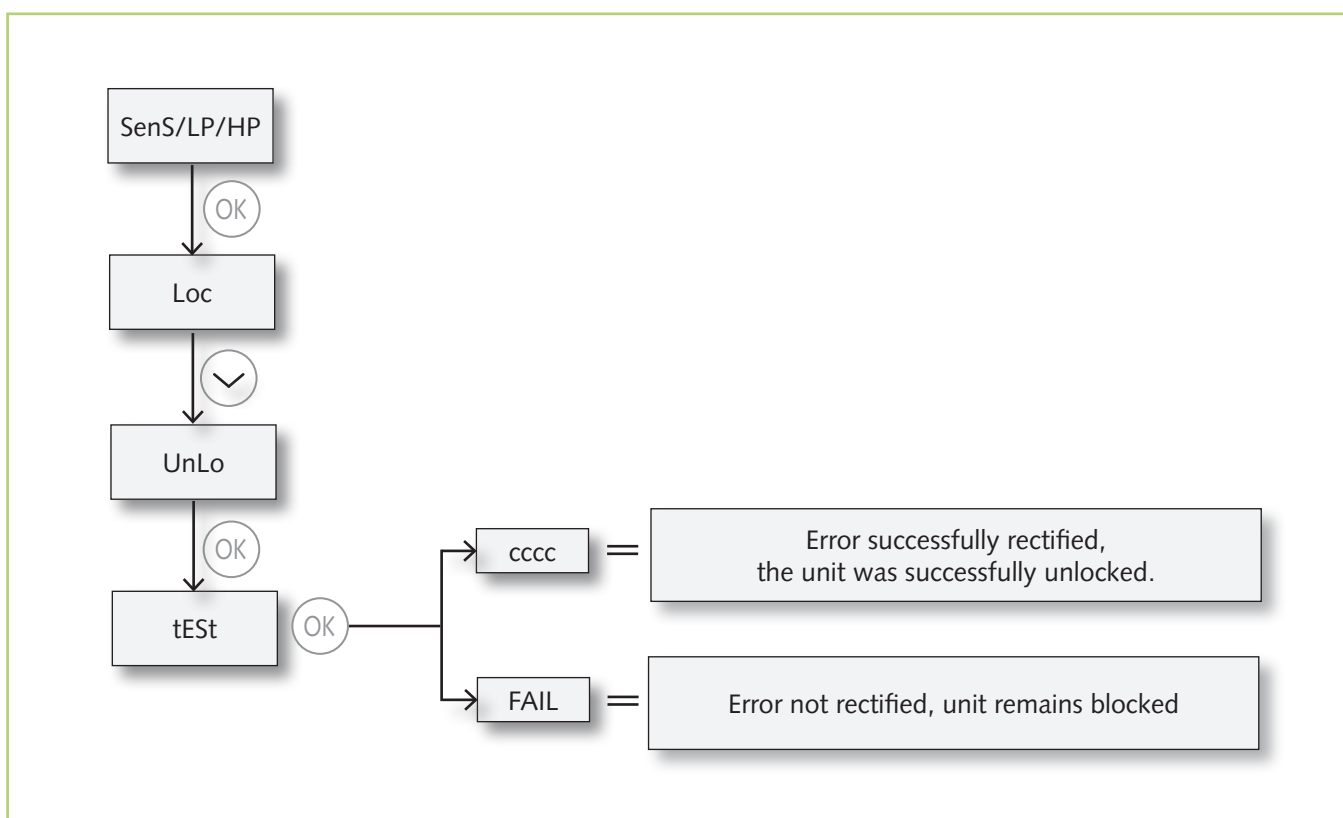 SenS/LP/HP
OK
Loc
UnLo
OK
tESt
OK
cccc
=
Error successfully rectified,
the unit was successfully unlocked.
FAIL
=
Error not rectified, unit remains blocked